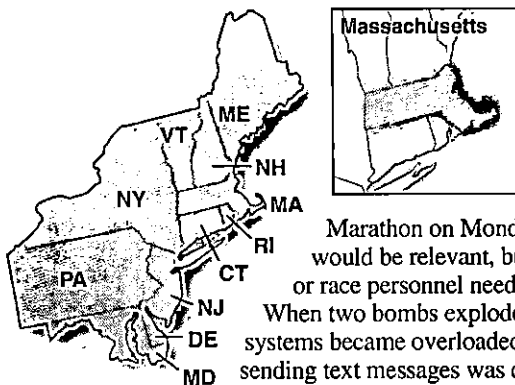 Massachusetts
ME
VT
NH
NY
MA
RI
CT
PA
NJ
DE
MD
Marathon on Mond
would be relevant, bu
or race personnel need
When two bombs explode
systems became overloaded
sending text messages was